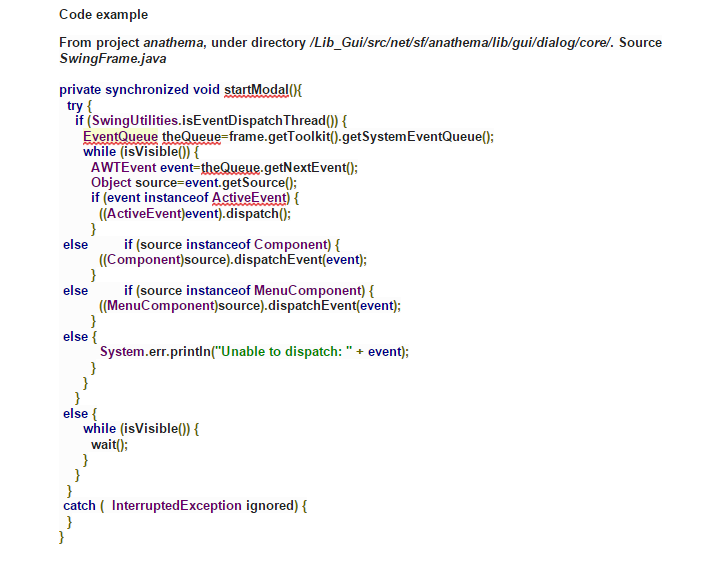 Code example
From project anathema, under directory /Lib_Gui/src/net/sf/anathema/lib/gui/dialog/core/. Source
SwingFrame.java
private synchronized void startModal(){
try {
if (SwingUtilities.isEventDispatchThread()) {
EventQueue theQueue=frame.getToolkit().getSystemEventQueue();
while (isVisible()) {
AWTEvent event=theQueue.getNextEvent();
Object source=event.getSource();
if (event instanceof ActiveEvent) {
((ActiveEvent)event).dispatch();
}
else if (source instanceof Component) {
((Component)source).dispatchEvent(event);
}
else if (source instanceof MenuComponent) {
((MenuComponent)source).dispatchEvent(event);
}
else {
System.err.println("Unable to dispatch: " + event);
}
}
}
else {
while (isVisible()) {
wait();
}
}
}
catch ( InterruptedException ignored) {
}
}